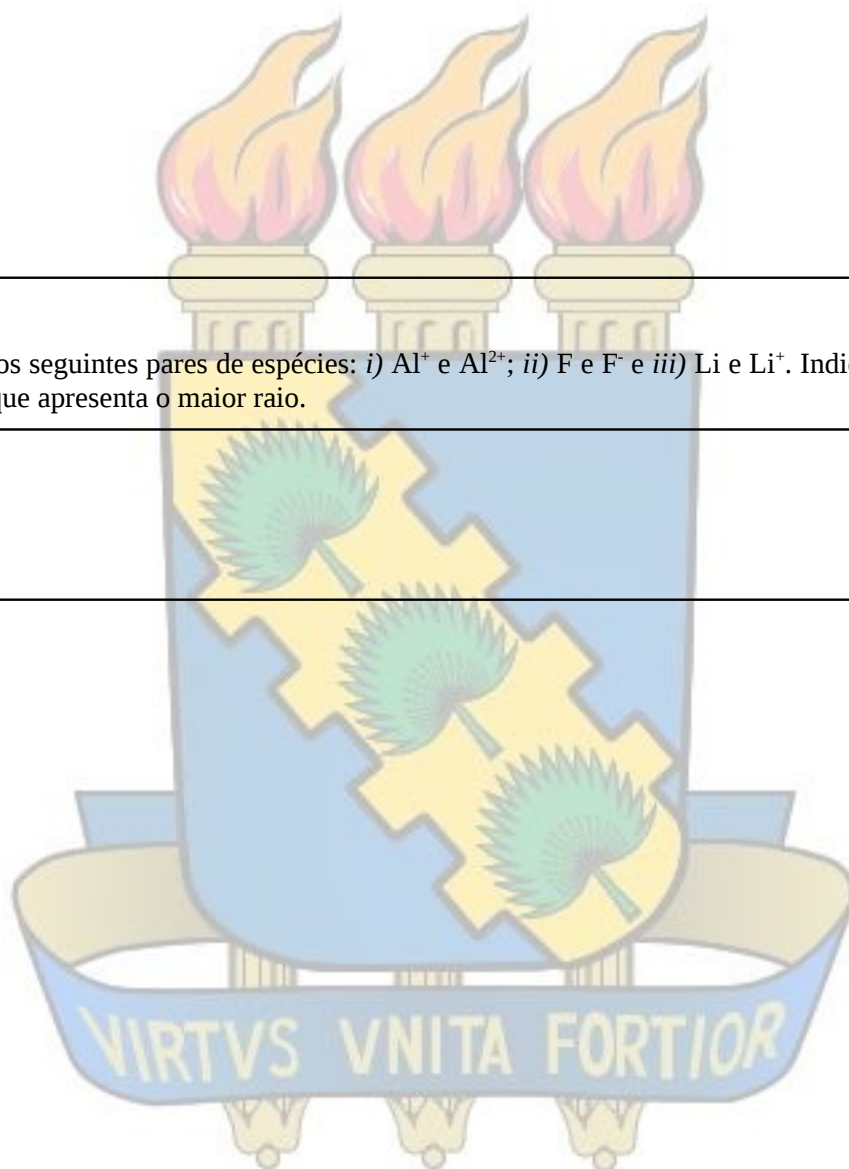 os seguintes pares de espécies: i) Al⁺ e Al²⁺; ii) F e F⁻ e iii) Li e Li⁺. Indi
que apresenta o maior raio.
VIRTVS VNITA FORTIOR